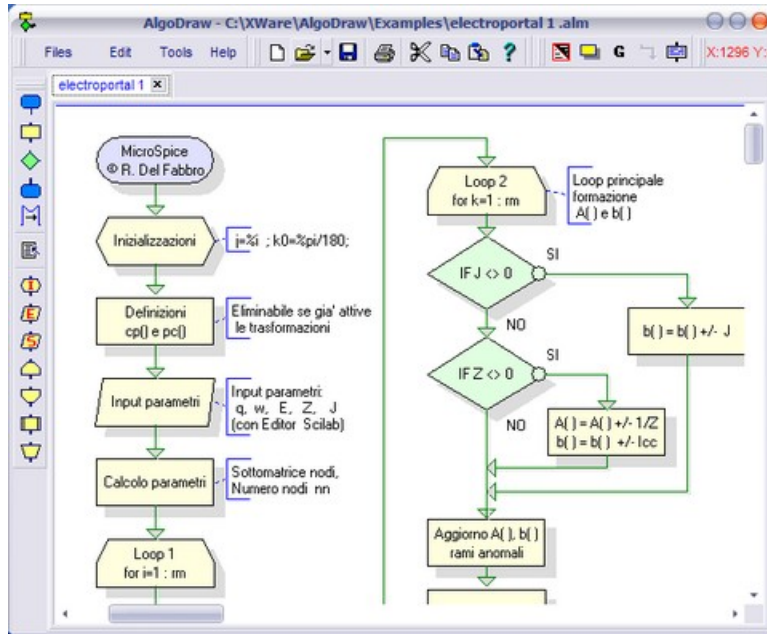 AlgoDraw - C:\XWare\AlgoDraw\Examples\electroportal 1 .alm
Files Edit Tools Help
G
X:1296 Y:
electroportal 1
MicroSpice
© R. Del Fabbro
Inizializzazioni
j=%i ; k0=%pi/180;
Definizioni
cp() e pc()
Eliminabile se gia' attive
le trasformazioni
Input parametri
Input parametri:
q, w, E, Z, J
(con Editor Scilab)
Calcolo parametri
Sottomatrice nodi,
Numero nodi nn
Loop 1
for i=1 : rm
Loop 2
for k=1 : rm
Loop principale
formazione
A( ) e b( )
IF J <> 0
SI
NO
b( ) = b( ) +/- J
IF Z <> 0
SI
NO
A( ) = A( ) +/- 1/Z
b( ) = b( ) +/- Icc
Aggiorno A( ), b( )
rami anomali
I
E
S